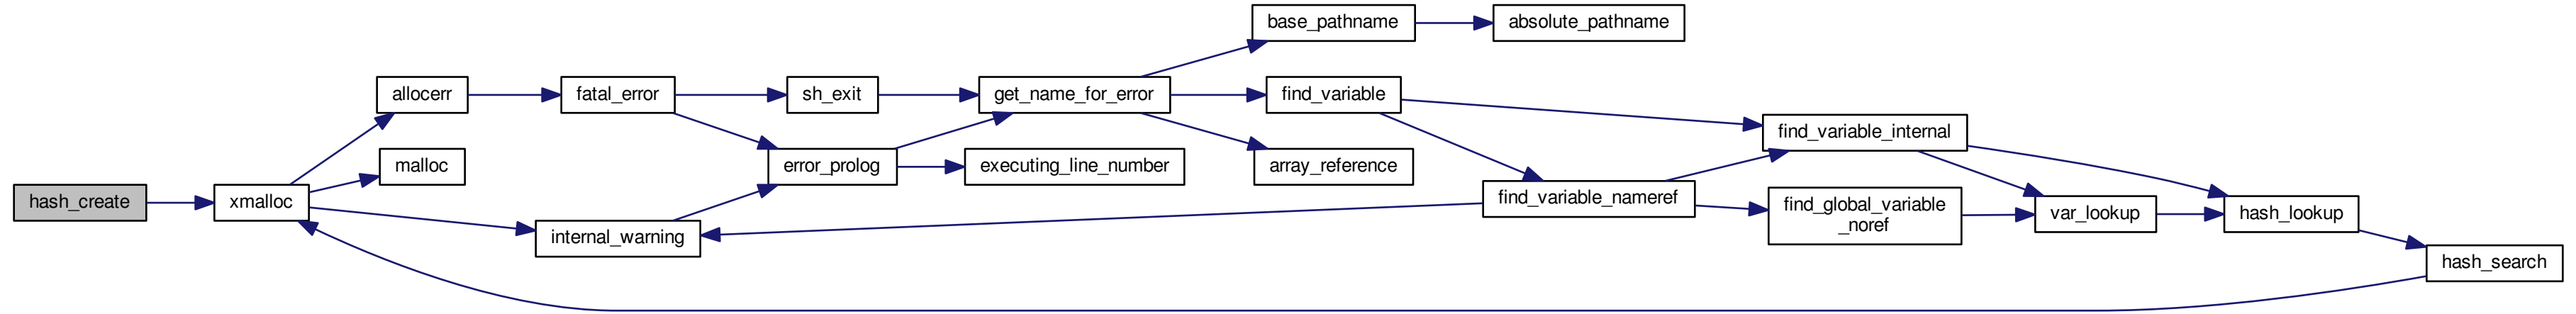 hash_create
xmalloc
allocerr
malloc
internal_warning
fatal_error
sh_exit
error_prolog
get_name_for_error
executing_line_number
base_pathname
absolute_pathname
find_variable
array_reference
find_variable_nameref
find_variable_internal
find_global_variable
_noref
var_lookup
hash_lookup
hash_search